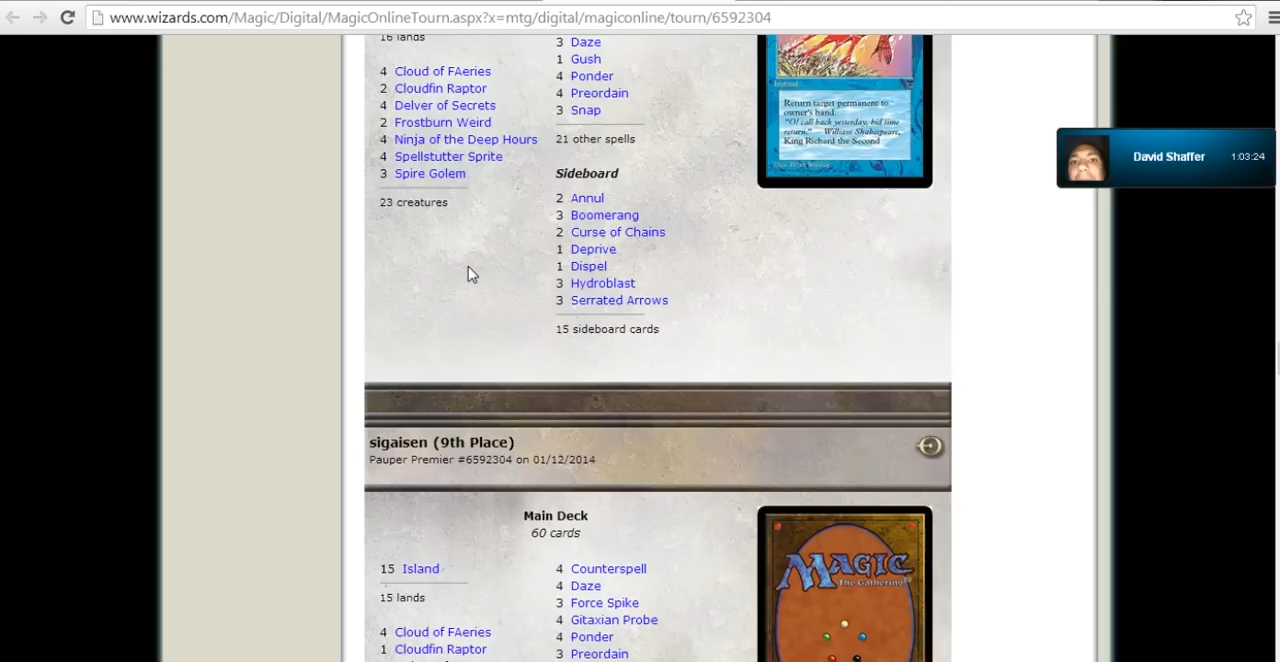 www.wizards.com/Magic/Digital/MagicOnlineTourn.aspx?x=mtg/digital/magiconline/tourn/6592304
16 lands
4 Cloud of FAeries
2 Cloudfin Raptor
4 Delver of Secrets
2 Frostburn Weird
4 Ninja of the Deep Hours
4 Spellstutter Sprite
3 Spire Golem
23 creatures
3 Daze
1 Gush
4 Ponder
4 Preordain
3 Snap
21 other spells
Sideboard
2 Annul
3 Boomerang
2 Curse of Chains
1 Deprive
1 Dispel
3 Hydroblast
3 Serrated Arrows
15 sideboard cards
Instant
Return target permanent to
owner's hand.
"O! call back yesterday, bid time
return." — William Shakespeare,
King Richard the Second
David Shaffer 1:03:24
sigaisen (9th Place)
Pauper Premier #6592304 on 01/12/2014
Main Deck
60 cards
15 Island
15 lands
4 Cloud of FAeries
1 Cloudfin Raptor
4 Counterspell
4 Daze
3 Force Spike
4 Gitaxian Probe
4 Ponder
3 Preordain
MAGIC
The Gathering